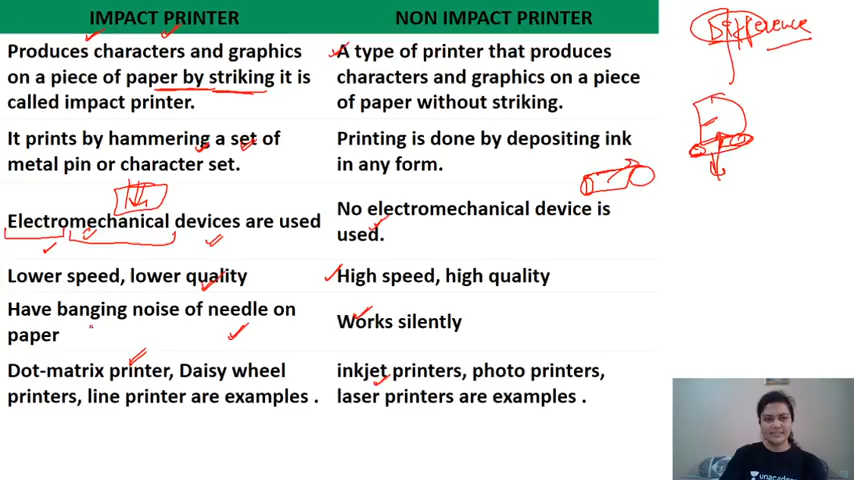 IMPACT PRINTER
NON IMPACT PRINTER
Produces characters and graphics
on a piece of paper by striking it is
called impact printer.
A type of printer that produces
characters and graphics on a piece
of paper without striking.
It prints by hammering a set of
metal pin or character set.
Printing is done by depositing ink
in any form.
Electromechanical devices are used
No electromechanical device is
used.
Lower speed, lower quality
High speed, high quality
Have banging noise of needle on
paper
Works silently
Dot-matrix printer, Daisy wheel
printers, line printer are examples .
inkjet printers, photo printers,
laser printers are examples .
Difference